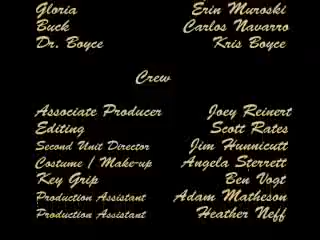 Gloria Erin Muroski
Buck Carlos Navarro
Dr. Boyce Kris Boyce
Crew
Associate Producer Joey Reinert
Editing Scott Rates
Second Unit Director Jim Hunnicutt
Costume / Make-up Angela Sterrett
Key Grip Ben Vogt
Production Assistant Adam Matheson
Production Assistant Heather Neff